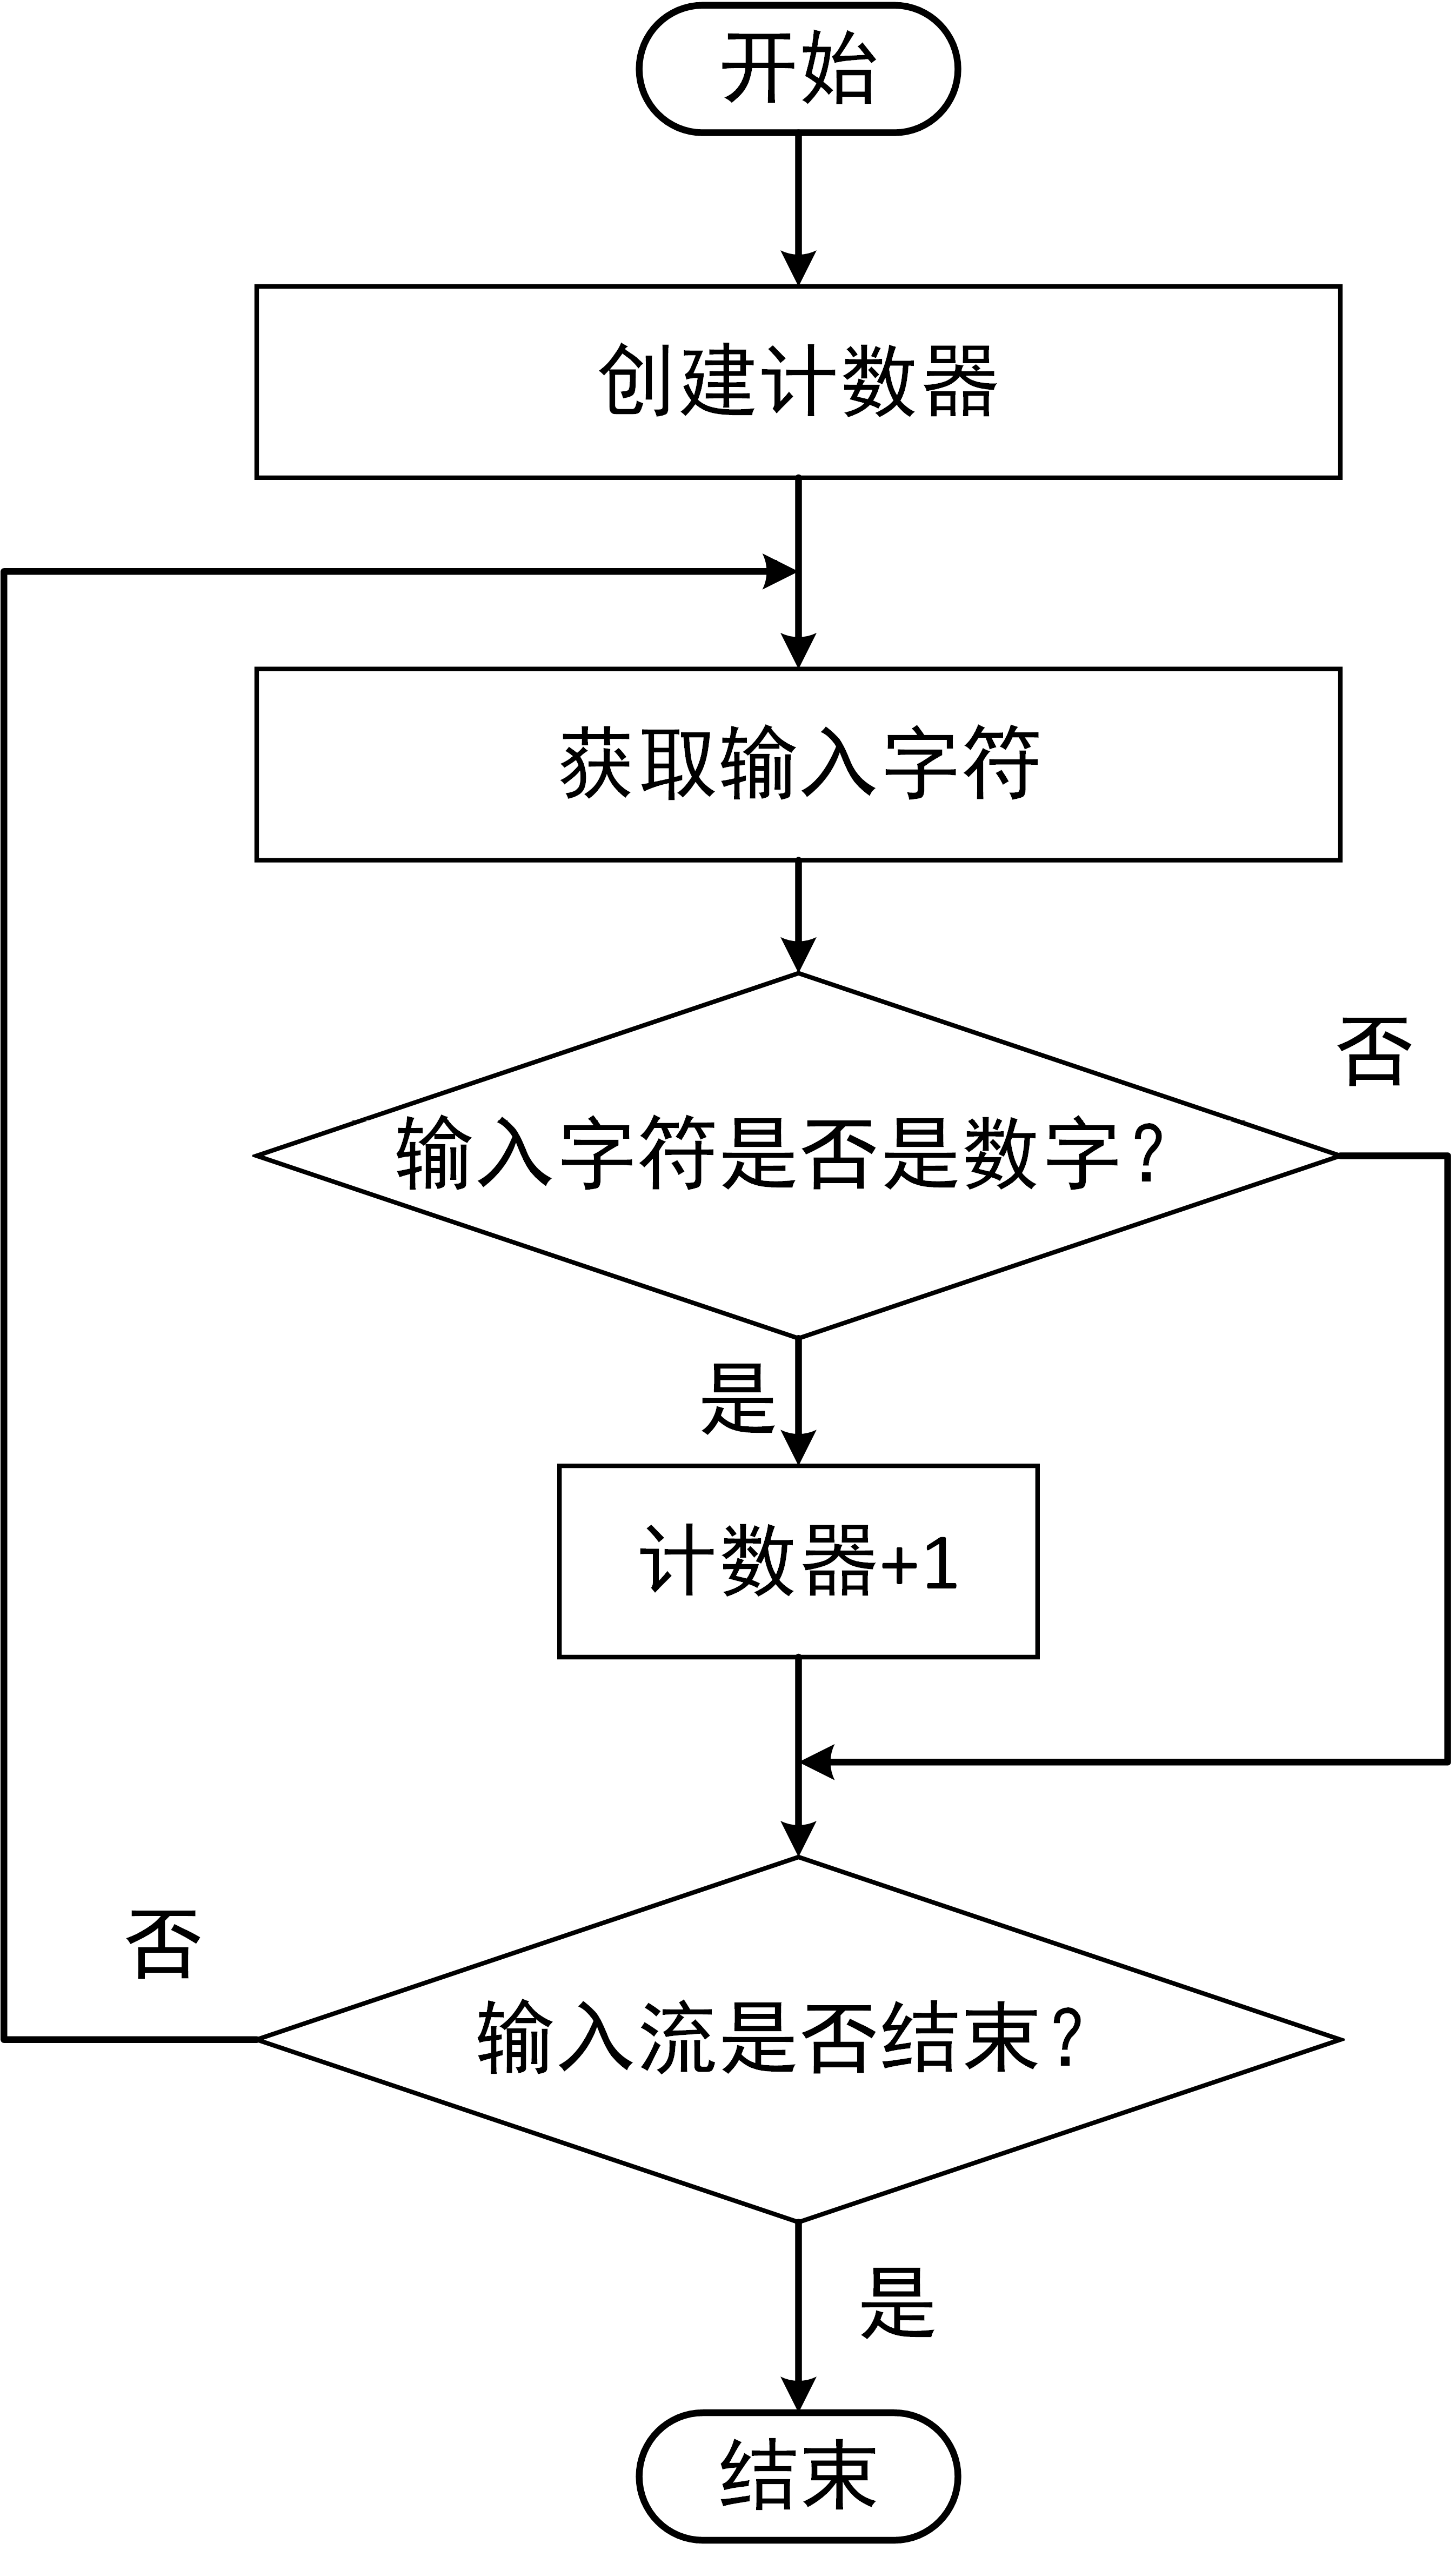 开始
创建计数器
获取输入字符
否
输入字符是否是数字?
是
计数器+1
否
输入流是否结束?
是
结束